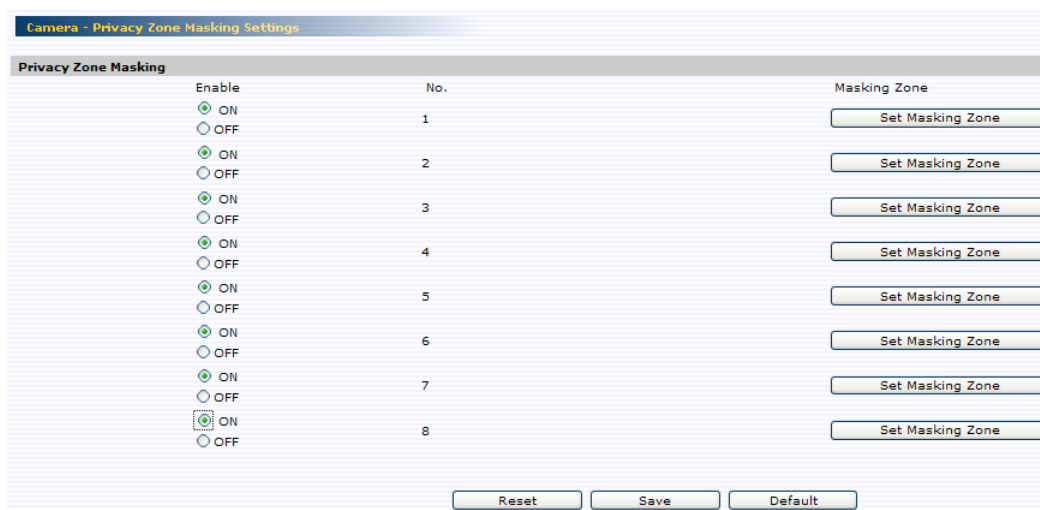 Camera - Privacy Zone Masking Settings
Privacy Zone Masking
Enable No. Masking Zone
ON
OFF
1 Set Masking Zone
ON
OFF
2 Set Masking Zone
ON
OFF
3 Set Masking Zone
ON
OFF
4 Set Masking Zone
ON
OFF
5 Set Masking Zone
ON
OFF
6 Set Masking Zone
ON
OFF
7 Set Masking Zone
ON
OFF
8 Set Masking Zone
Reset Save Default